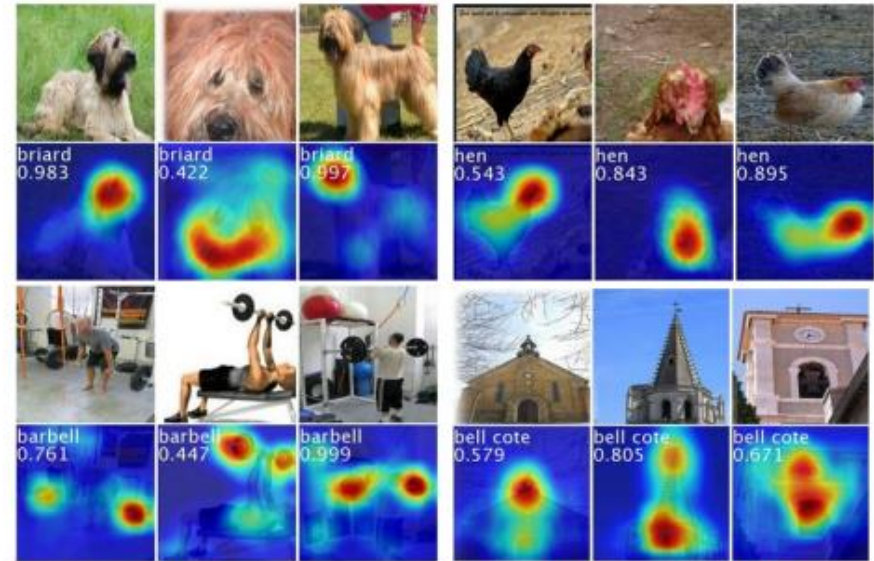 briard
0.983
briard
0.422
briard
0.997
hen
0.543
hen
0.843
hen
0.895
barbell
0.761
barbell
0.447
barbell
0.999
bell cote
0.579
bell cote
0.805
bell cote
0.671